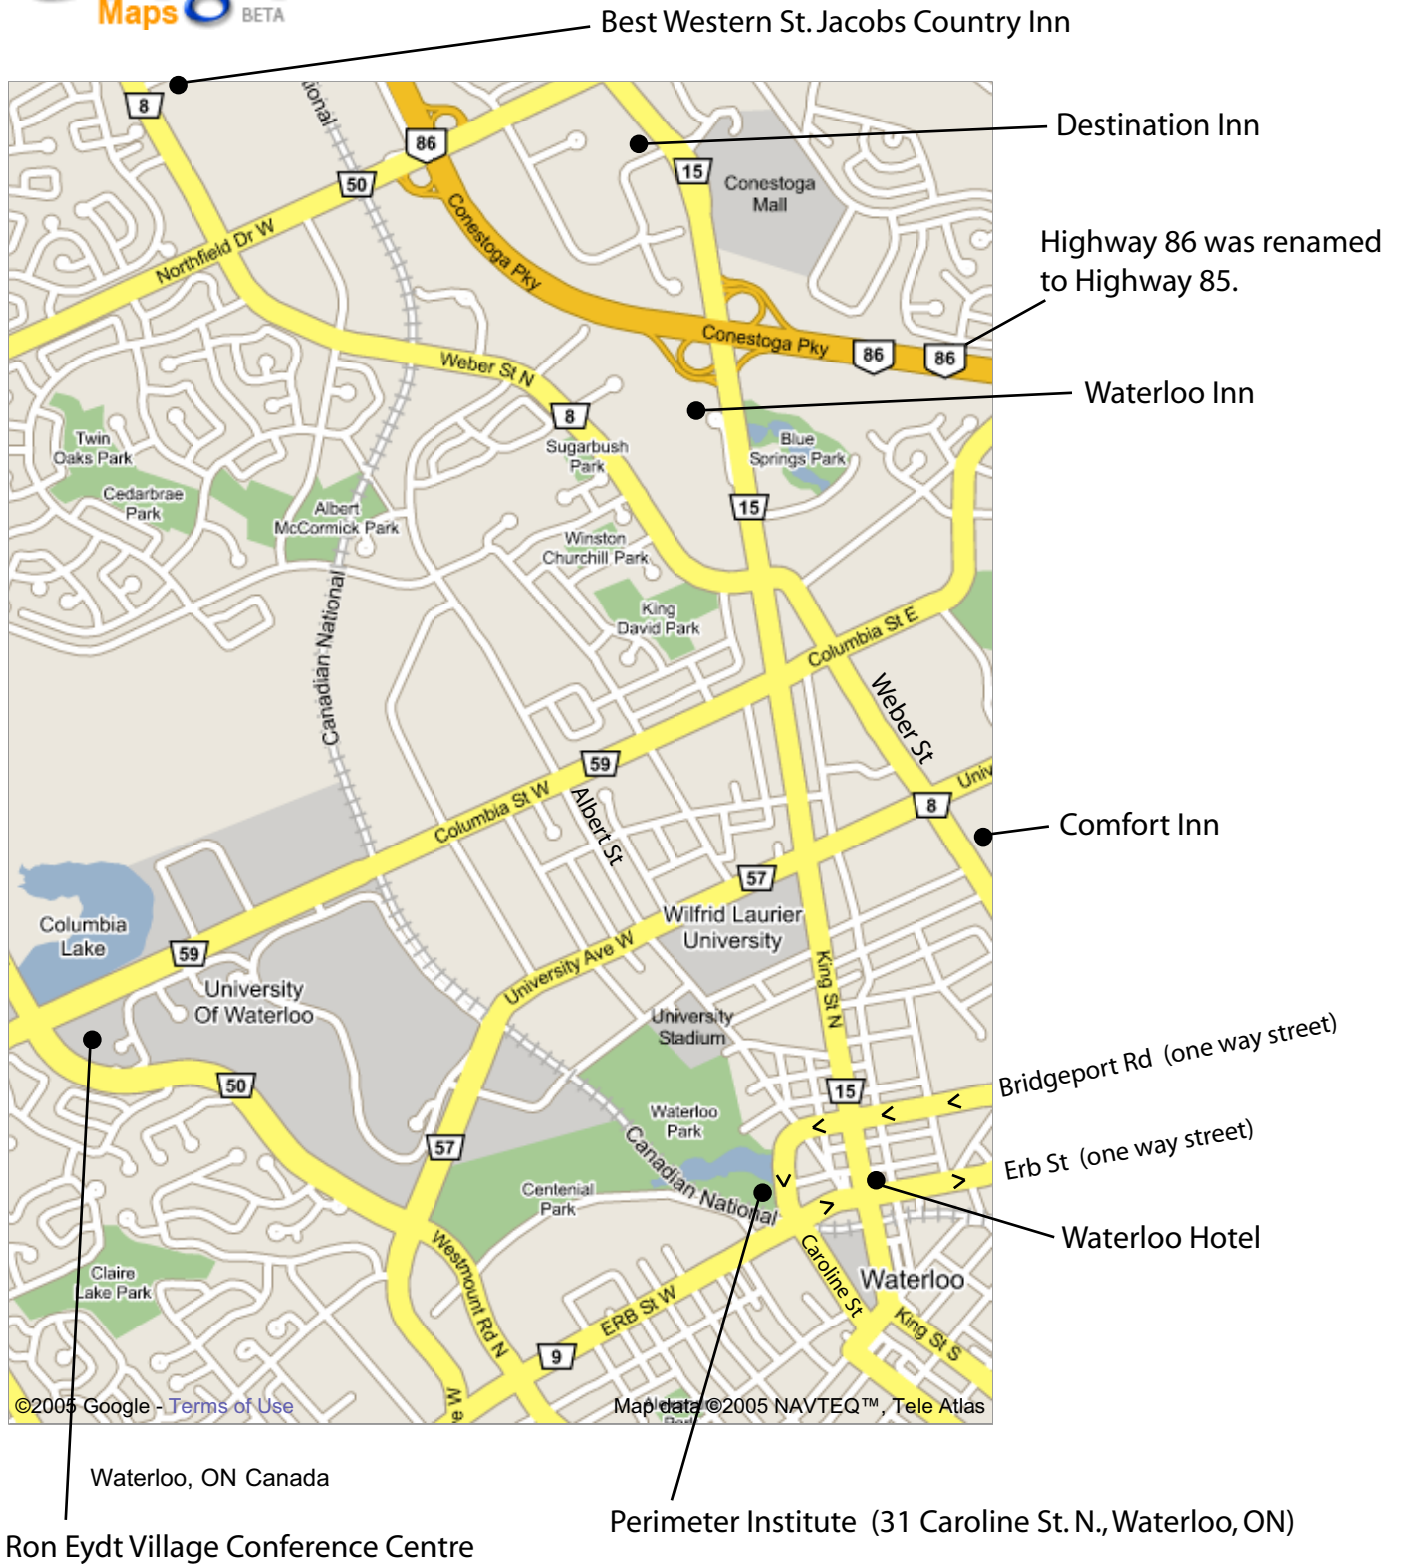 Maps BETA
Best Western St. Jacobs Country Inn
8
86
Destination Inn
15
50
Conestoga
Mall
Northfield Dr W
Conestoga Pky
Highway 86 was renamed
to Highway 85.
Conestoga Pky
86
86
Weber St N
Waterloo Inn
8
Twin
Oaks Park
Sugarbush
Park
Blue
Springs Park
Cedarbrae
Park
Albert
McCormick Park
15
Winston
Churchill Park
Canadian National
King
David Park
Columbia St E
Weber St
59
Columbia St W
Albert St
Univ
8
Comfort Inn
57
Wilfrid Laurier
University
Columbia
Lake
59
University Ave W
King St N
University
Of Waterloo
University
Stadium
Bridgeport Rd (one way street)
50
15
Waterloo
Park
57
Canadian National
Erb St (one way street)
Centenial
Park
Waterloo Hotel
Westmount Rd N
Caroline St
Waterloo
Claire
Lake Park
ERB St W
King St S
9
©2005 Google - Terms of Use
Map data ©2005 NAVTEQ™, Tele Atlas
Waterloo, ON Canada
Perimeter Institute (31 Caroline St. N., Waterloo, ON)
Ron Eydt Village Conference Centre